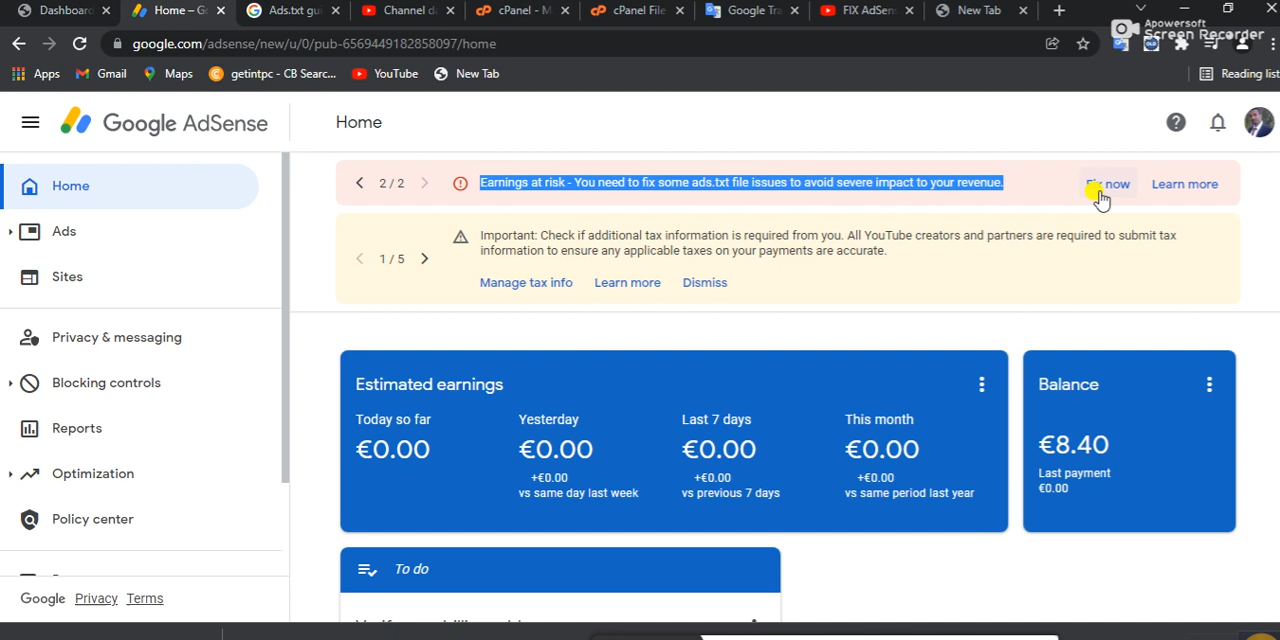 Dashboard
Home – Go
Ads.txt gui
Channel da
cPanel - M
cPanel File
Google Tra
FIX AdSen
New Tab
Apowersoft
Screen Recorder
google.com/adsense/new/u/0/pub-6569449182858097/home
Apps
Gmail
Maps
getintpc - CB Searc...
YouTube
New Tab
Reading list
Google AdSense
Home
Home
Ads
Sites
Privacy & messaging
Blocking controls
Reports
Optimization
Policy center
Google Privacy Terms
2 / 2
Earnings at risk - You need to fix some ads.txt file issues to avoid severe impact to your revenue.
Fix now
Learn more
1 / 5
Important: Check if additional tax information is required from you. All YouTube creators and partners are required to submit tax
information to ensure any applicable taxes on your payments are accurate.
Manage tax info
Learn more
Dismiss
Estimated earnings
Today so far
€0.00
Yesterday
€0.00
+€0.00
vs same day last week
Last 7 days
€0.00
+€0.00
vs previous 7 days
This month
€0.00
+€0.00
vs same period last year
Balance
€8.40
Last payment
€0.00
To do